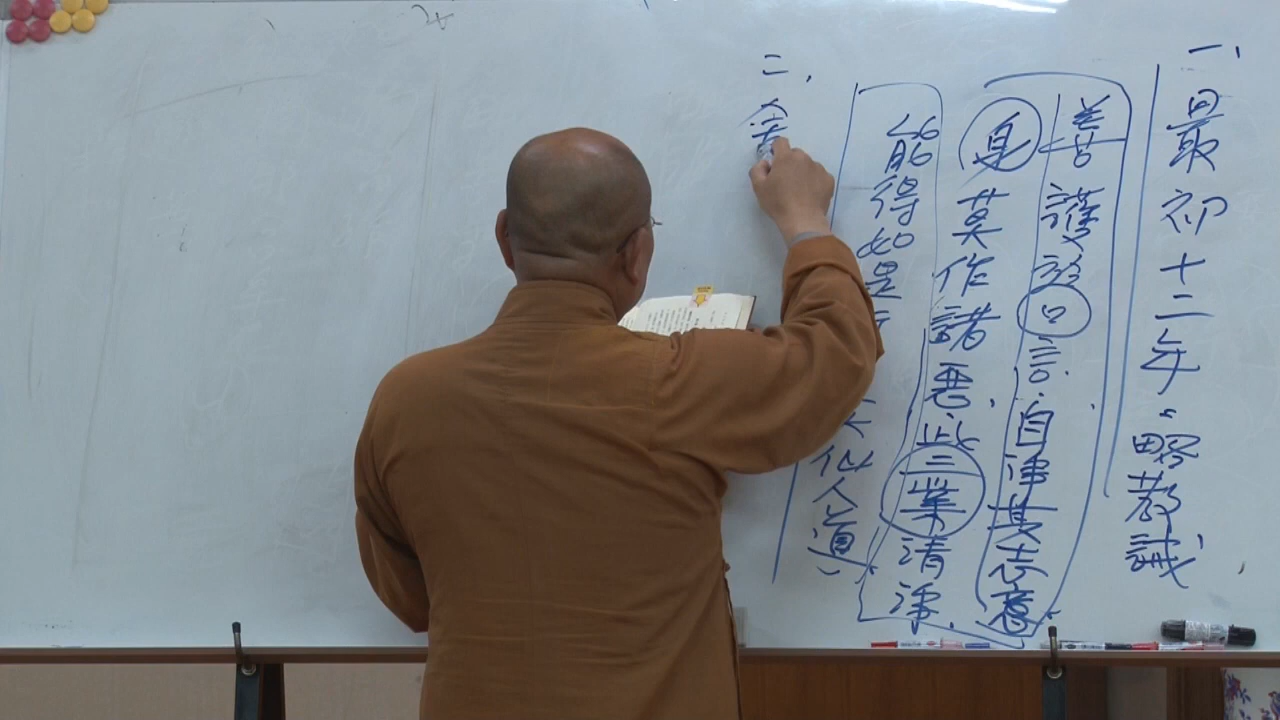 一、最初十二年。略教誡、
善護於口言.自淨其志意.
身莫作諸惡、此三業清淨.
能得如是 仙人道、
二、